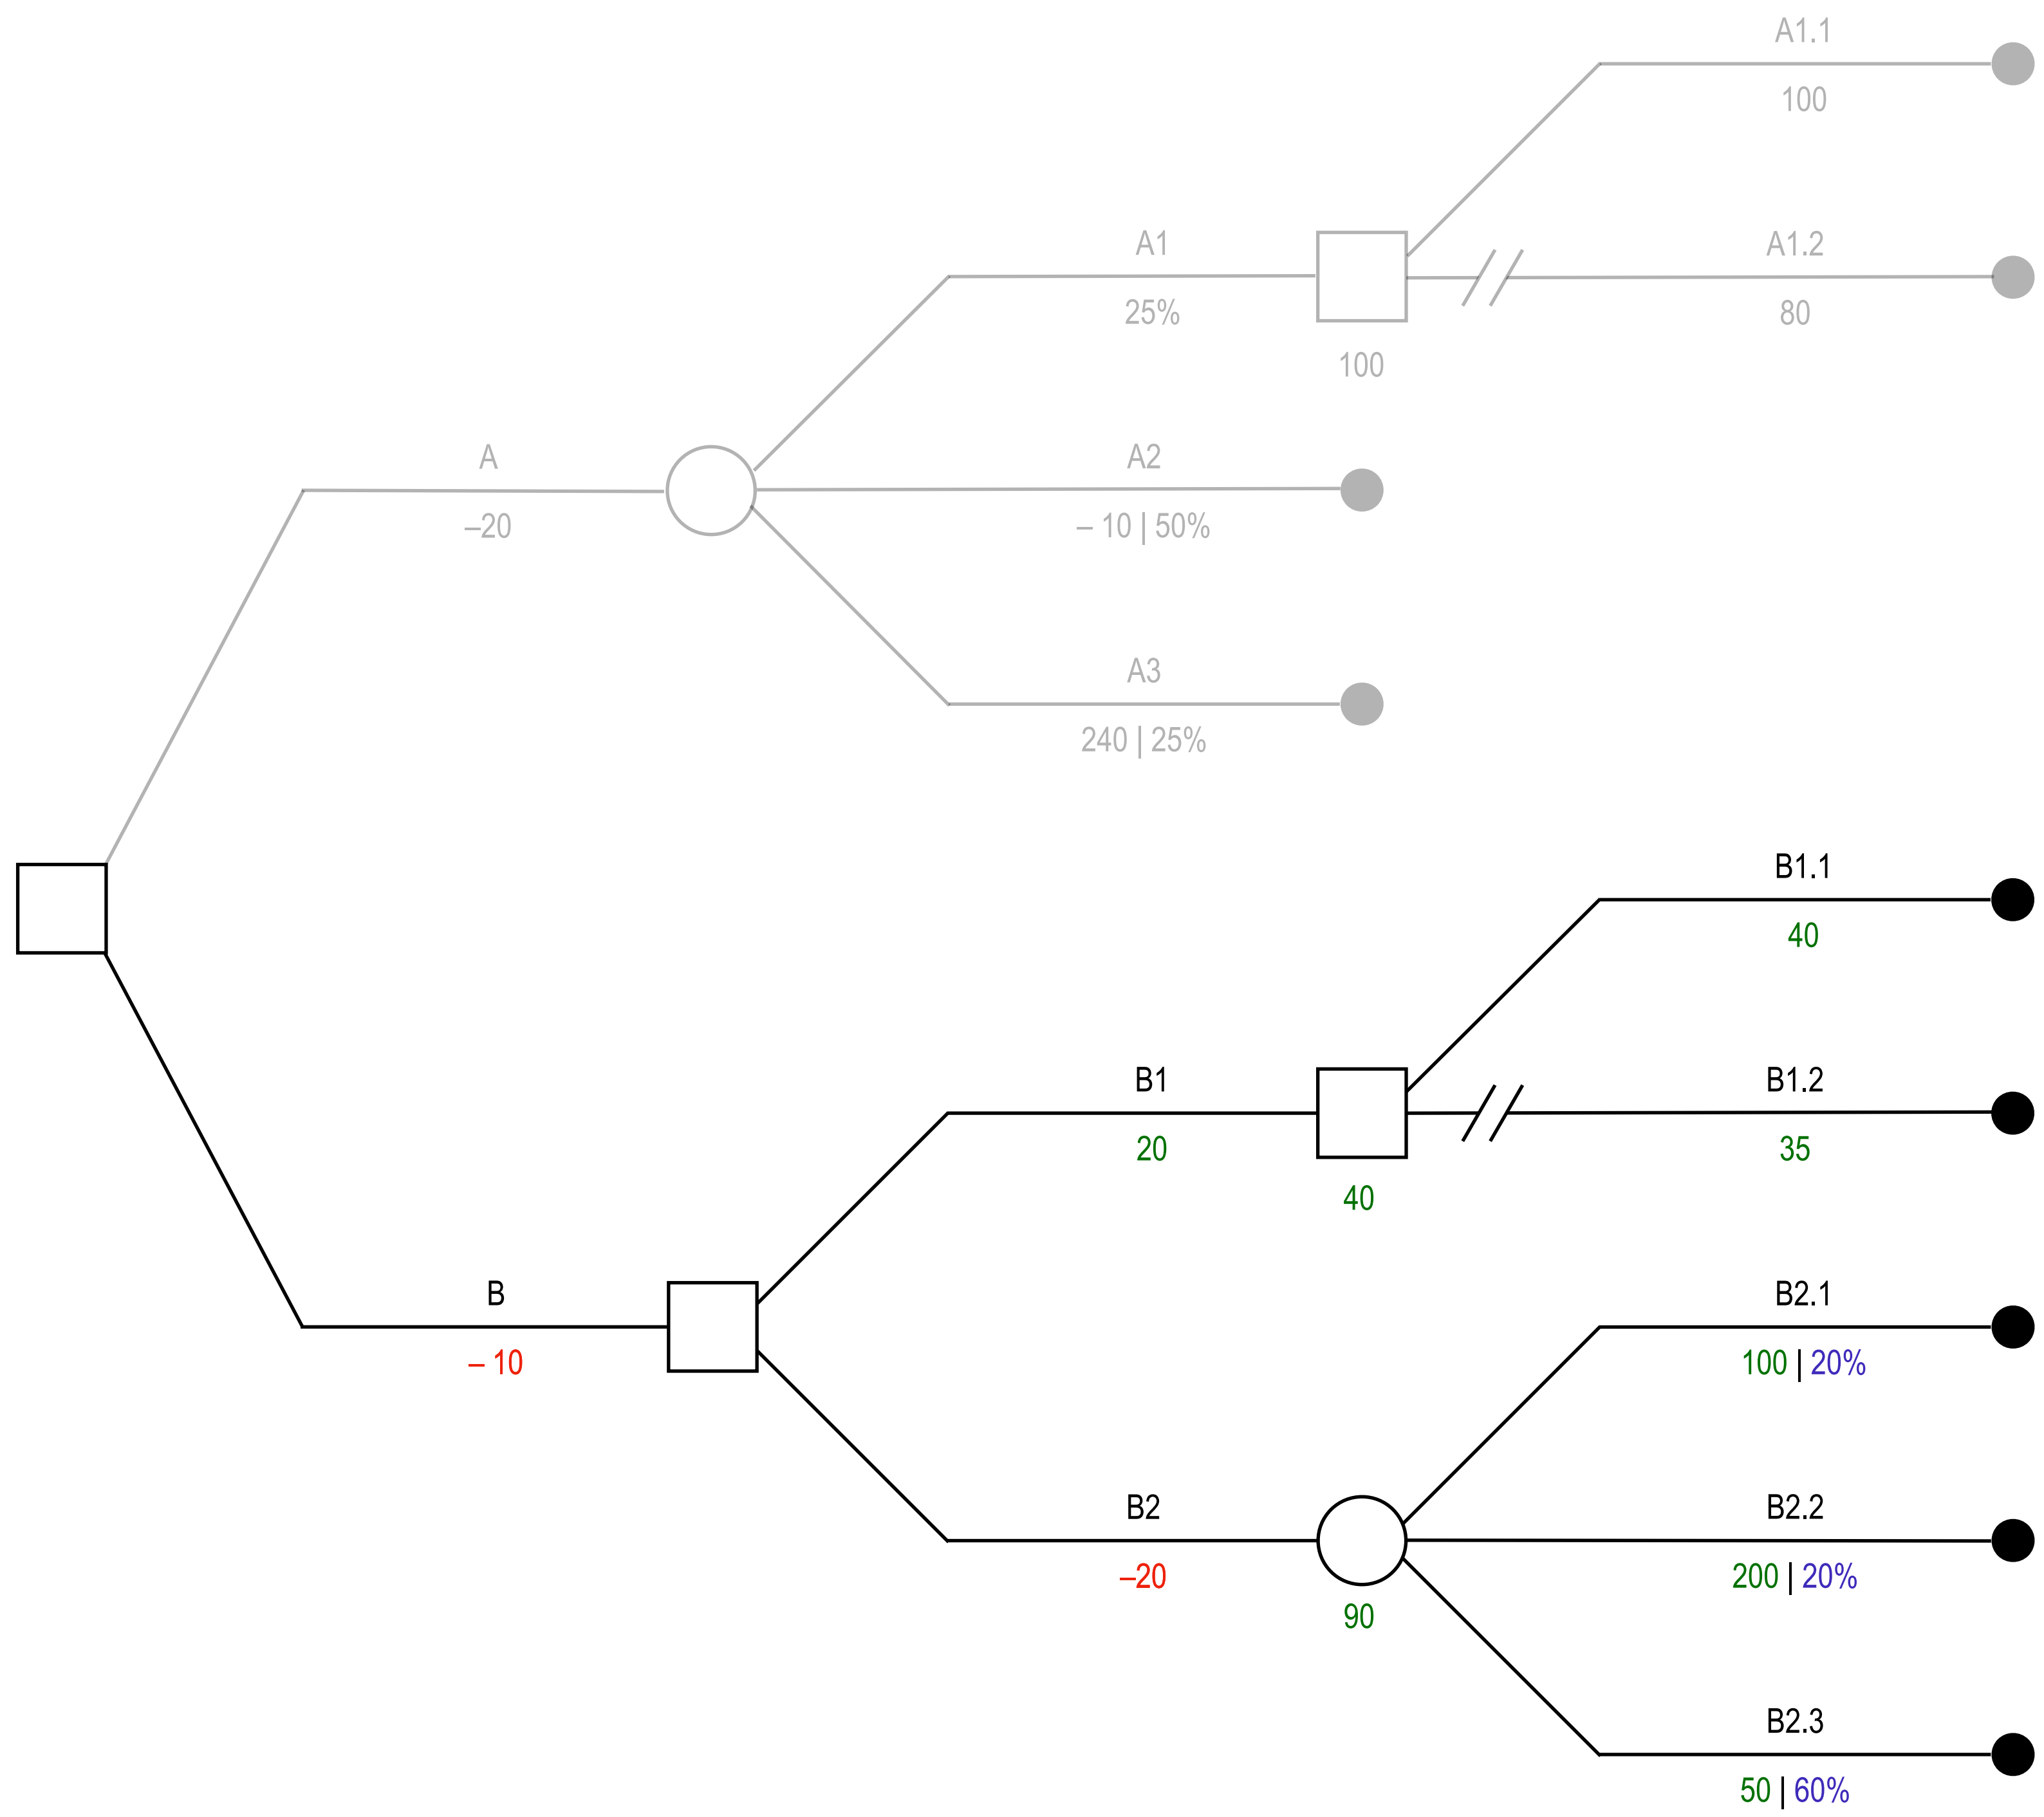 A1.1
100
A1
A1.2
25%
80
100
A
A2
–20
– 10 | 50%
A3
240 | 25%
B1.1
40
B1
B1.2
20
35
40
B
B2.1
– 10
100 | 20%
B2
B2.2
–20
200 | 20%
90
B2.3
50 | 60%